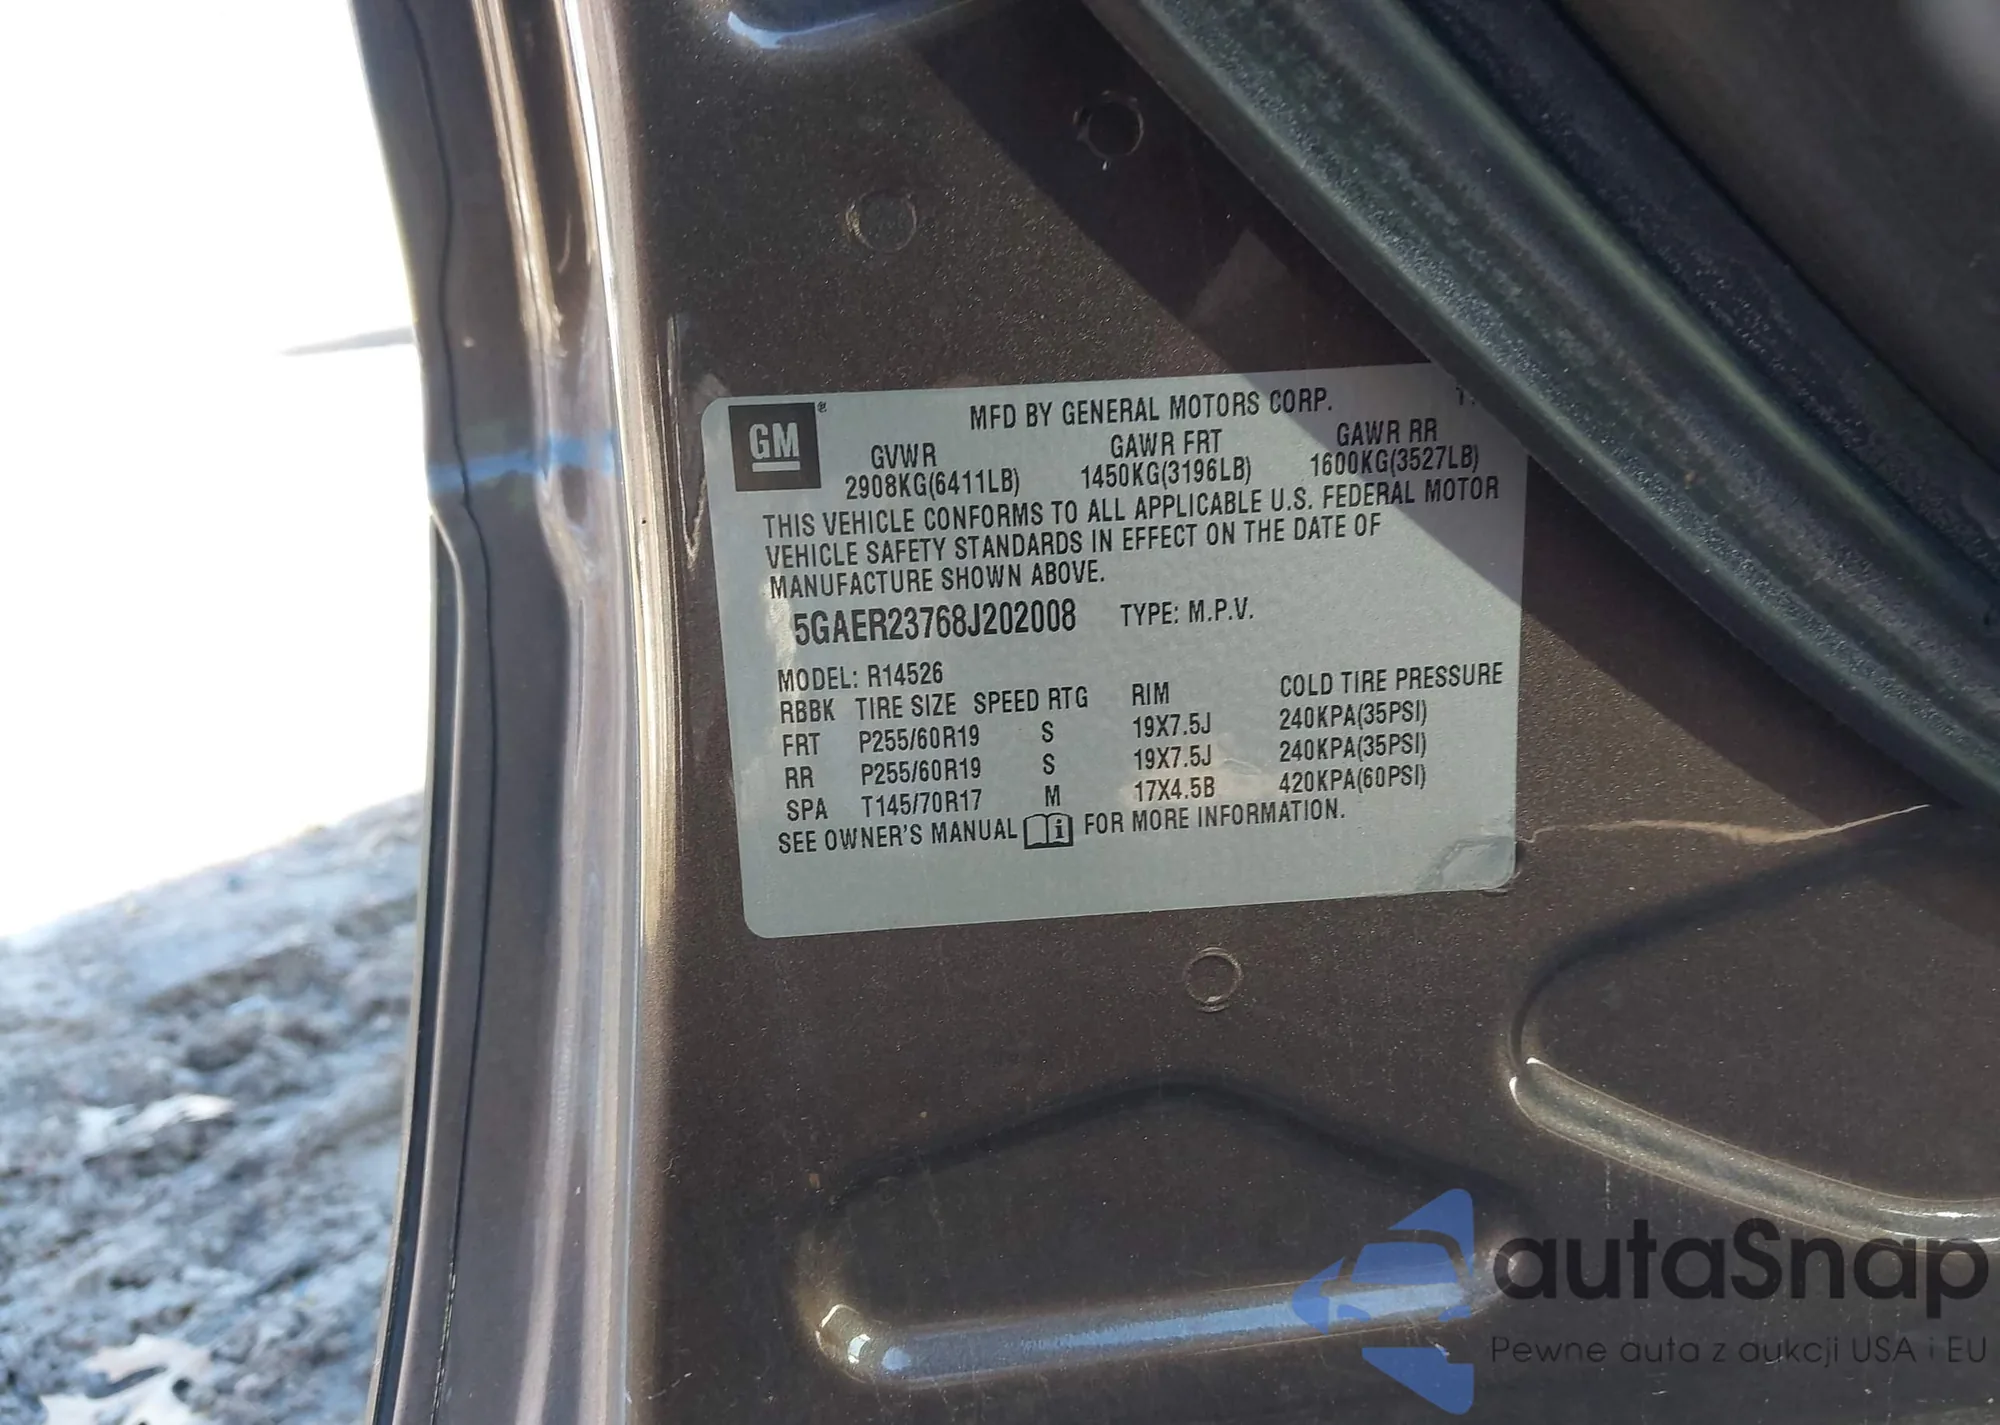 GM ®
MFD BY GENERAL MOTORS CORP.
GVWR GAWR FRT GAWR RR
2908KG(6411LB) 1450KG(3196LB) 1600KG(3527LB)
THIS VEHICLE CONFORMS TO ALL APPLICABLE U.S. FEDERAL MOTOR
VEHICLE SAFETY STANDARDS IN EFFECT ON THE DATE OF
MANUFACTURE SHOWN ABOVE.
5GAER23768J202008 TYPE: M.P.V.
MODEL: R14526
RBBK TIRE SIZE SPEED RTG RIM COLD TIRE PRESSURE
FRT P255/60R19 S 19X7.5J 240KPA(35PSI)
RR P255/60R19 S 19X7.5J 240KPA(35PSI)
SPA T145/70R17 M 17X4.5B 420KPA(60PSI)
SEE OWNER'S MANUAL i FOR MORE INFORMATION.
autaSnap
Pewne auta z aukcji USA i EU